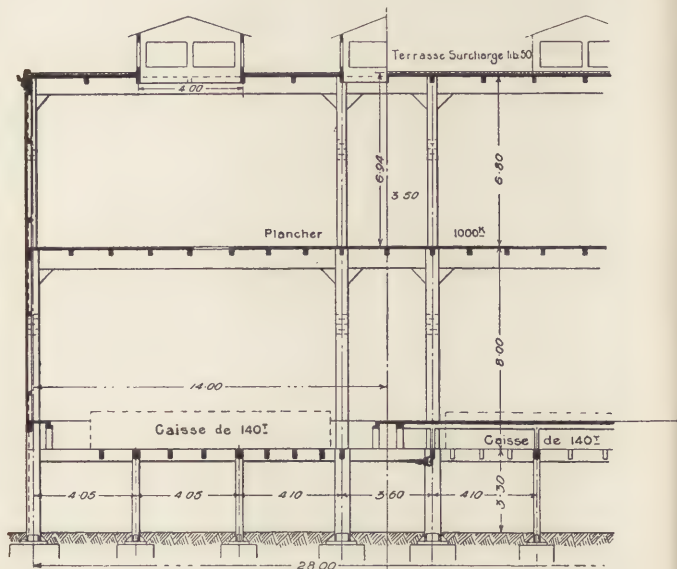 Terrasse Surcharge lib 50
4.00
6.94
3.50
6.80
Plancher
1000ᴷ
8.00
14.00
Caisse de 140ᵀ
Caisse de 140ᵀ
4.05
4.05
4.10
3.60
4.10
3.30
28.00